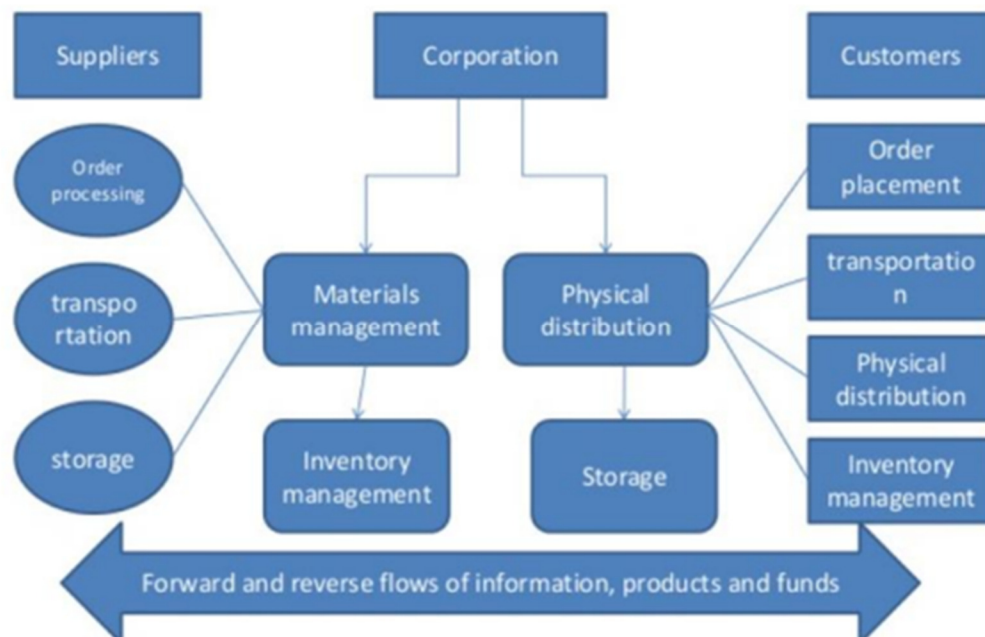 Suppliers
Corporation
Customers
Order
processing
transpo
rtation
storage
Materials
management
Inventory
management
Physical
distribution
Storage
Order
placement
transportatio
n
Physical
distribution
Inventory
management
Forward and reverse flows of information, products and funds